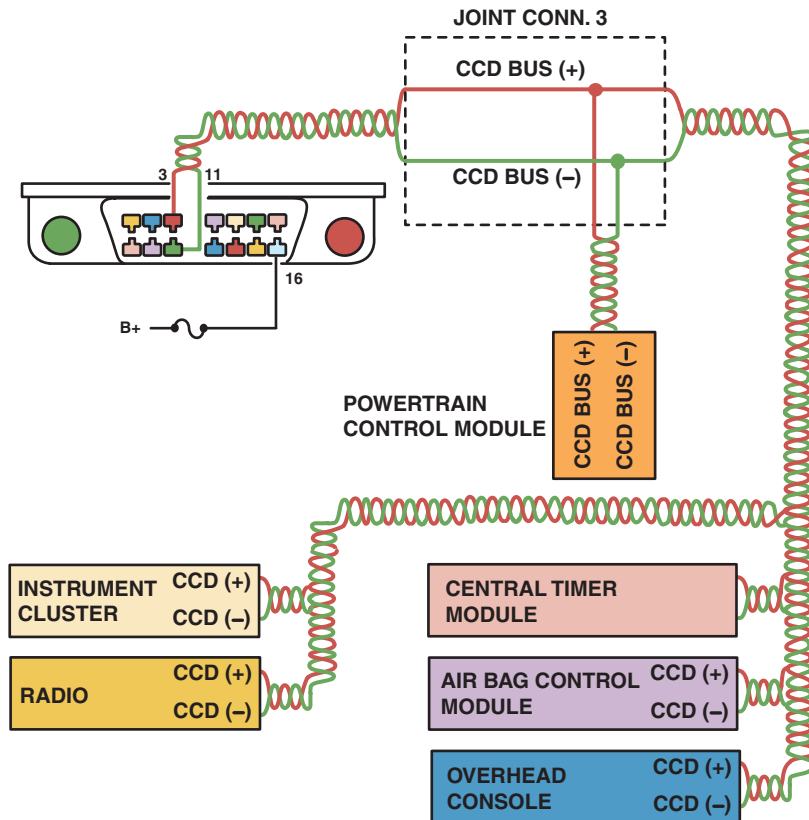 JOINT CONN. 3
CCD BUS (+)
CCD BUS (–)
3
11
16
B+
CCD BUS (+)
CCD BUS (–)
POWERTRAIN
CONTROL MODULE
INSTRUMENT
CLUSTER
CCD (+)
CCD (–)
RADIO
CCD (+)
CCD (–)
CENTRAL TIMER
MODULE
AIR BAG CONTROL
MODULE
CCD (+)
CCD (–)
OVERHEAD
CONSOLE
CCD (+)
CCD (–)